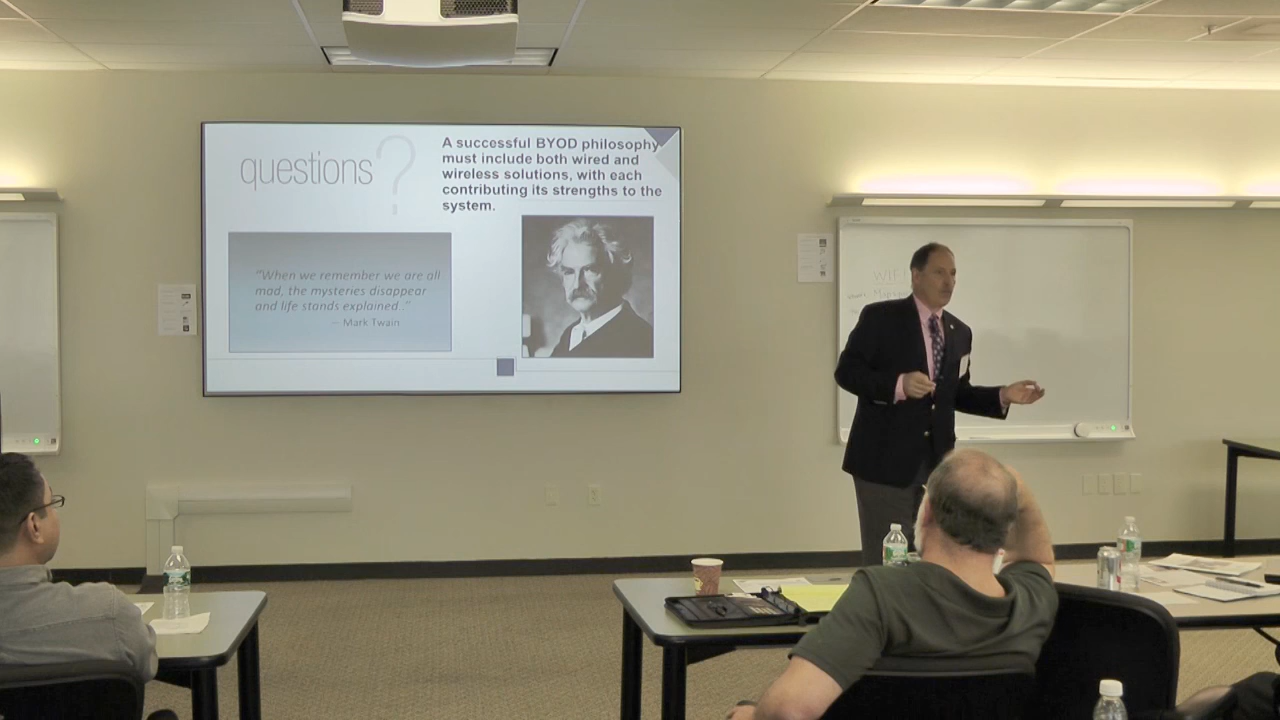 questions?
A successful BYOD philosophy
must include both wired and
wireless solutions, with each
contributing its strengths to the
system.
"When we remember we are all
mad, the mysteries disappear
and life stands explained..."
– Mark Twain
WIFI